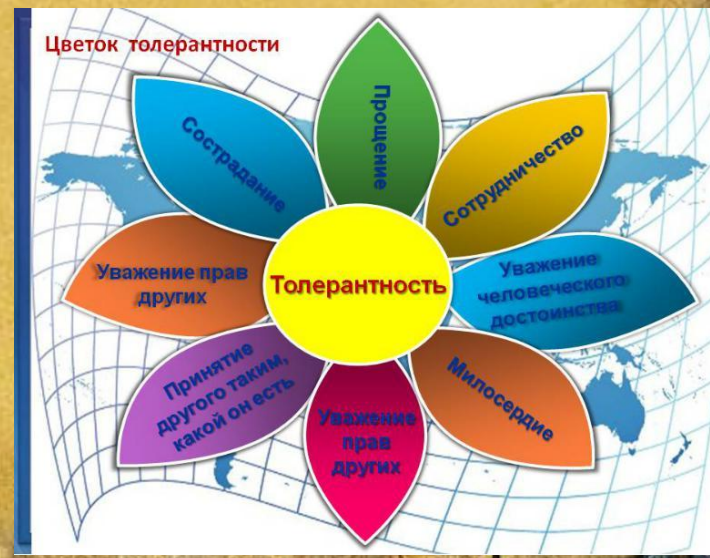 Цветок толерантности
Прощение
Сотрудничество
Уважение
человеческого
достоинства
Милосердие
Уважение
прав
других
Принятие
другого таким,
какой он есть
Уважение прав
других
Сострадание
Толерантность